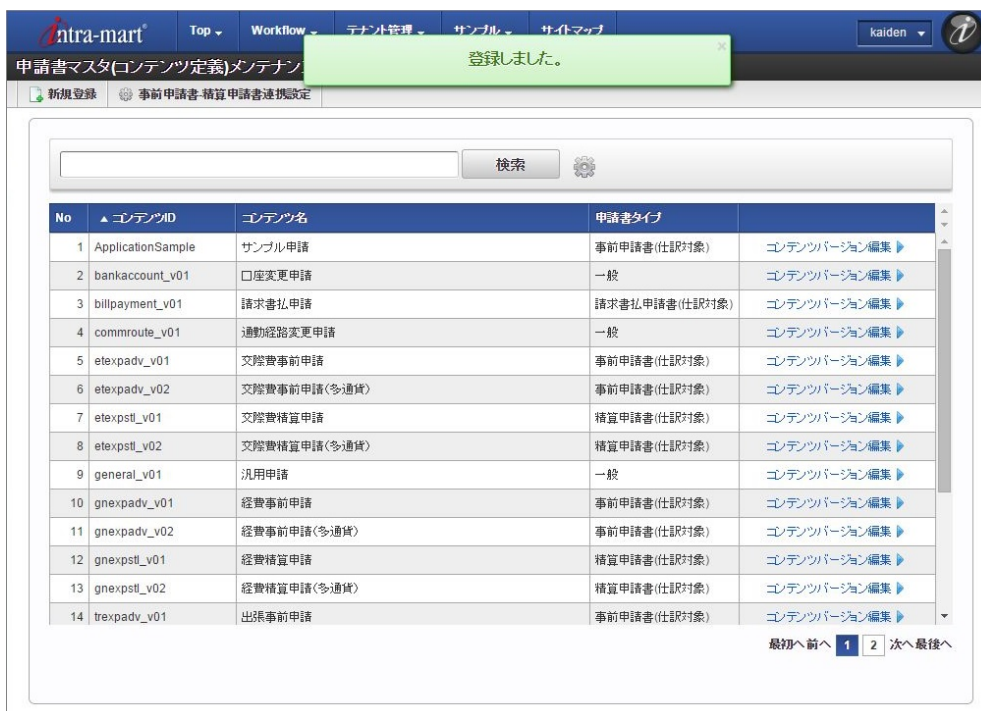 intra-mart® Top Workflow テナント管理 サンプル サイトマップ kaiden
登録しました。
申請書マスタ(コンテンツ定義)メンテナン
新規登録 事前申請書-精算申請書連携設定
検索
No ▲ コンテンツID コンテンツ名 申請書タイプ
1 ApplicationSample サンプル申請 事前申請書(仕訳対象) コンテンツバージョン編集
2 bankaccount_v01 口座変更申請 一般 コンテンツバージョン編集
3 billpayment_v01 請求書払申請 請求書払申請書(仕訳対象) コンテンツバージョン編集
4 commroute_v01 通勤経路変更申請 一般 コンテンツバージョン編集
5 etexpadv_v01 交際費事前申請 事前申請書(仕訳対象) コンテンツバージョン編集
6 etexpadv_v02 交際費事前申請(多通貨) 事前申請書(仕訳対象) コンテンツバージョン編集
7 etexpstl_v01 交際費精算申請 精算申請書(仕訳対象) コンテンツバージョン編集
8 etexpstl_v02 交際費精算申請(多通貨) 精算申請書(仕訳対象) コンテンツバージョン編集
9 general_v01 汎用申請 一般 コンテンツバージョン編集
10 gnexpadv_v01 経費事前申請 事前申請書(仕訳対象) コンテンツバージョン編集
11 gnexpadv_v02 経費事前申請(多通貨) 事前申請書(仕訳対象) コンテンツバージョン編集
12 gnexpstl_v01 経費精算申請 精算申請書(仕訳対象) コンテンツバージョン編集
13 gnexpstl_v02 経費精算申請(多通貨) 精算申請書(仕訳対象) コンテンツバージョン編集
14 trexpadv_v01 出張事前申請 事前申請書(仕訳対象) コンテンツバージョン編集
最初へ 前へ 1 2 次へ 最後へ